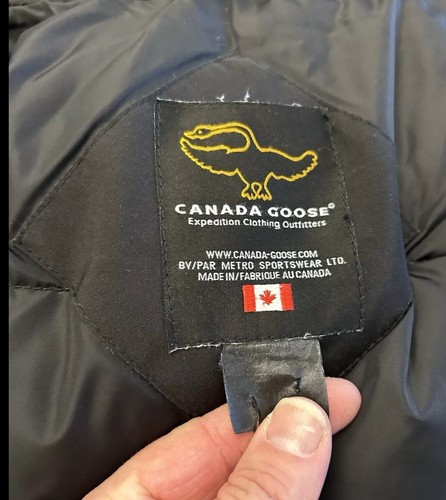 CANADA GOOSE®
Expedition Clothing Outfitters
WWW.CANADA-GOOSE.COM
BY/PAR METRO SPORTSWEAR LTD.
MADE IN/FABRIQUE AU CANADA